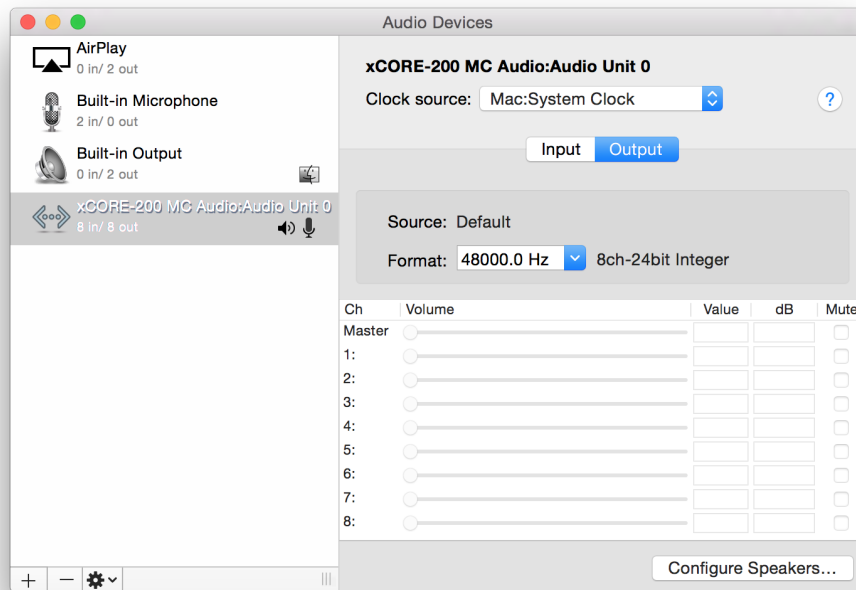 Audio Devices
AirPlay
0 in/ 2 out
Built-in Microphone
2 in/ 0 out
Built-in Output
0 in/ 2 out
xCORE-200 MC Audio:Audio Unit 0
8 in/ 8 out
xCORE-200 MC Audio:Audio Unit 0
Clock source: Mac:System Clock ?
Input Output
Source: Default
Format: 48000.0 Hz 8ch-24bit Integer
Ch Volume Value dB Mute
Master
1:
2:
3:
4:
5:
6:
7:
8:
Configure Speakers...